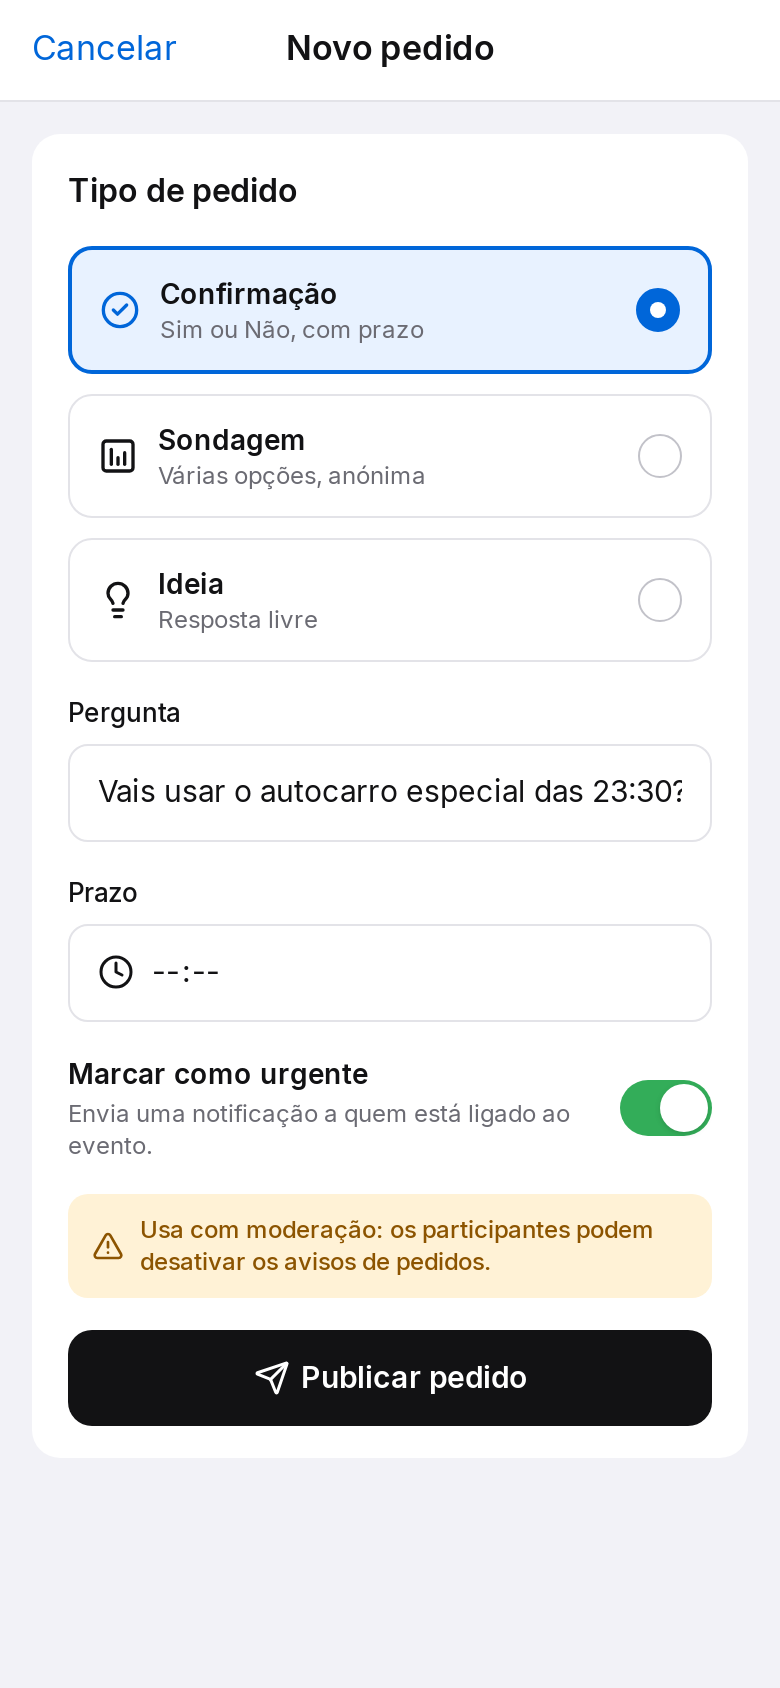 Cancelar
Novo pedido
Tipo de pedido
Confirmação
Sim ou Não, com prazo
Sondagem
Várias opções, anónima
Ideia
Resposta livre
Pergunta
Vais usar o autocarro especial das 23:30?
Prazo
--:--
Marcar como urgente
Envia uma notificação a quem está ligado ao
evento.
Usa com moderação: os participantes podem
desativar os avisos de pedidos.
Publicar pedido